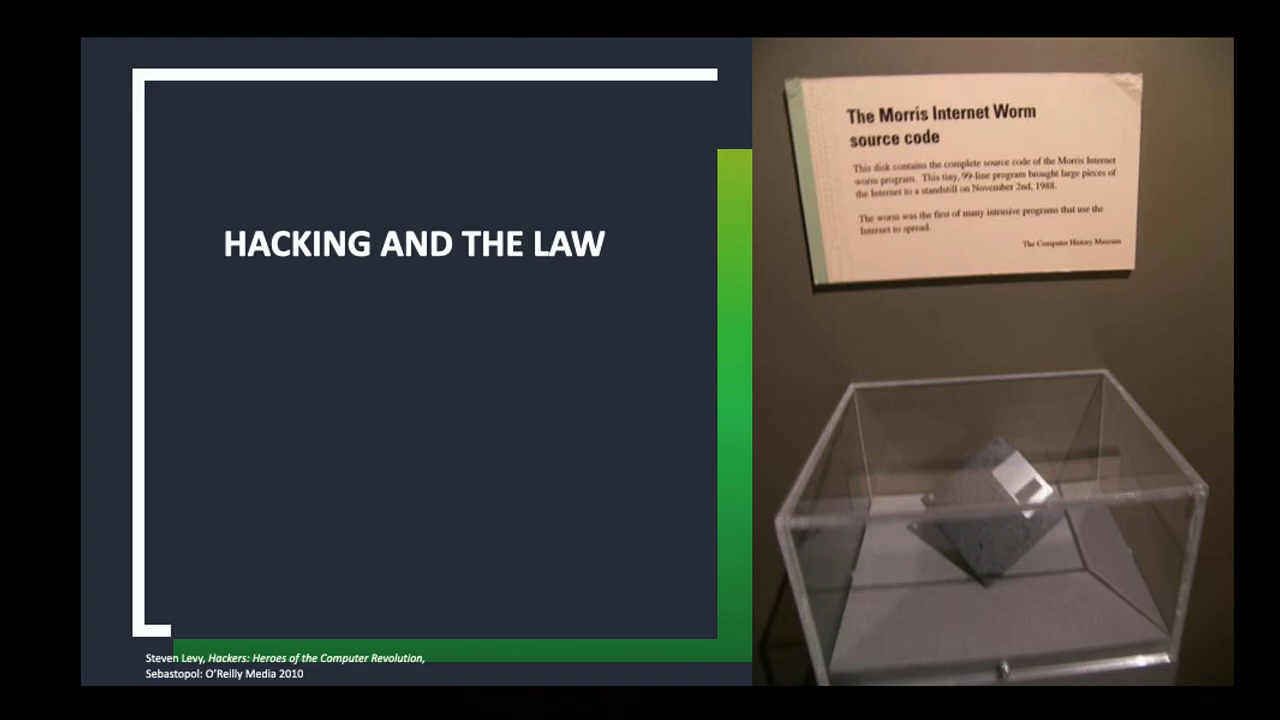 HACKING AND THE LAW
Steven Levy, Hackers: Heroes of the Computer Revolution,
Sebastopol: O'Reilly Media 2010
The Morris Internet Worm
source code
This disk contains the complete source code of the Morris Internet
worm program. This tiny, 99-line program brought large pieces of
the Internet to a standstill on November 2nd, 1988.
The worm was the first of many intrusive programs that use the
Internet to spread.
The Computer History Museum